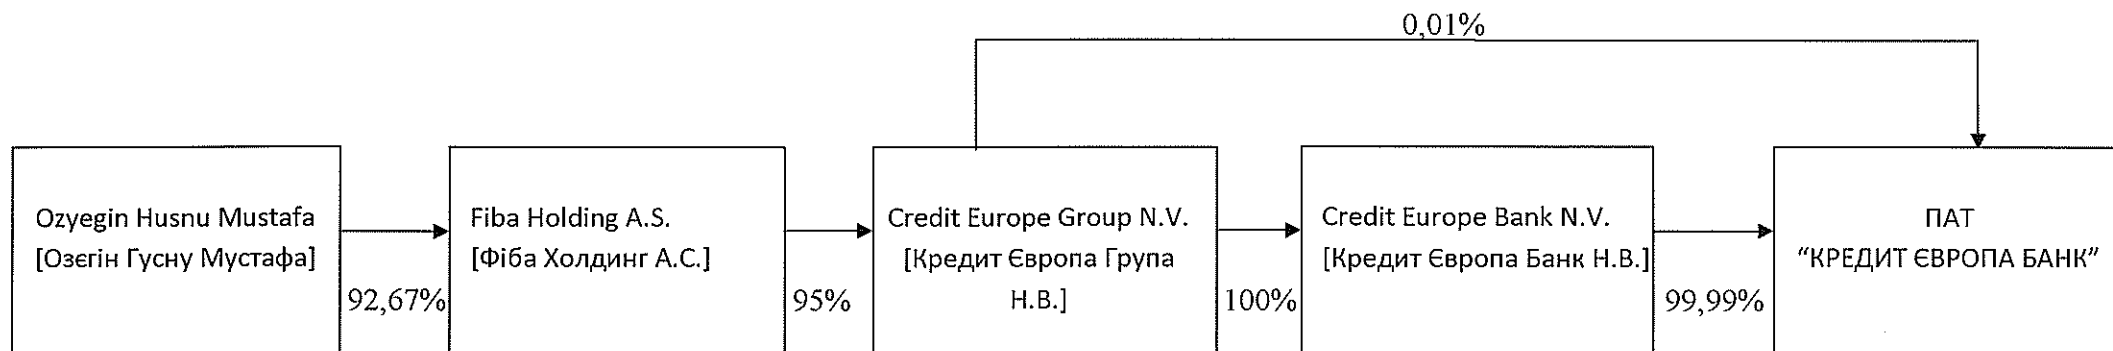 0,01%
Ozyegin Husnu Mustafa
[Озєгін Гусну Мустафа]
92,67%
Fiba Holding A.S.
[Фіба Холдинг А.С.]
95%
Credit Europe Group N.V.
[Кредит Європа Група
Н.В.]
100%
Credit Europe Bank N.V.
[Кредит Європа Банк Н.В.]
99,99%
ПАТ
“КРЕДИТ ЄВРОПА БАНК”